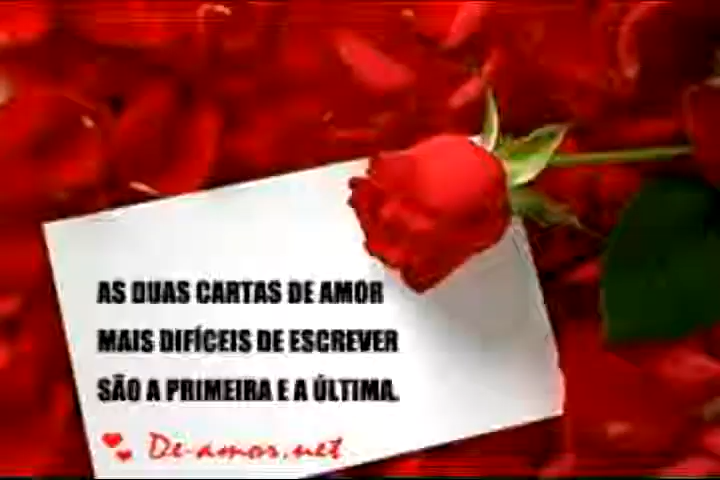 AS DUAS CARTAS DE AMOR
MAIS DIFÍCEIS DE ESCREVER
SÃO A PRIMEIRA E A ÚLTIMA.
De-amor.net